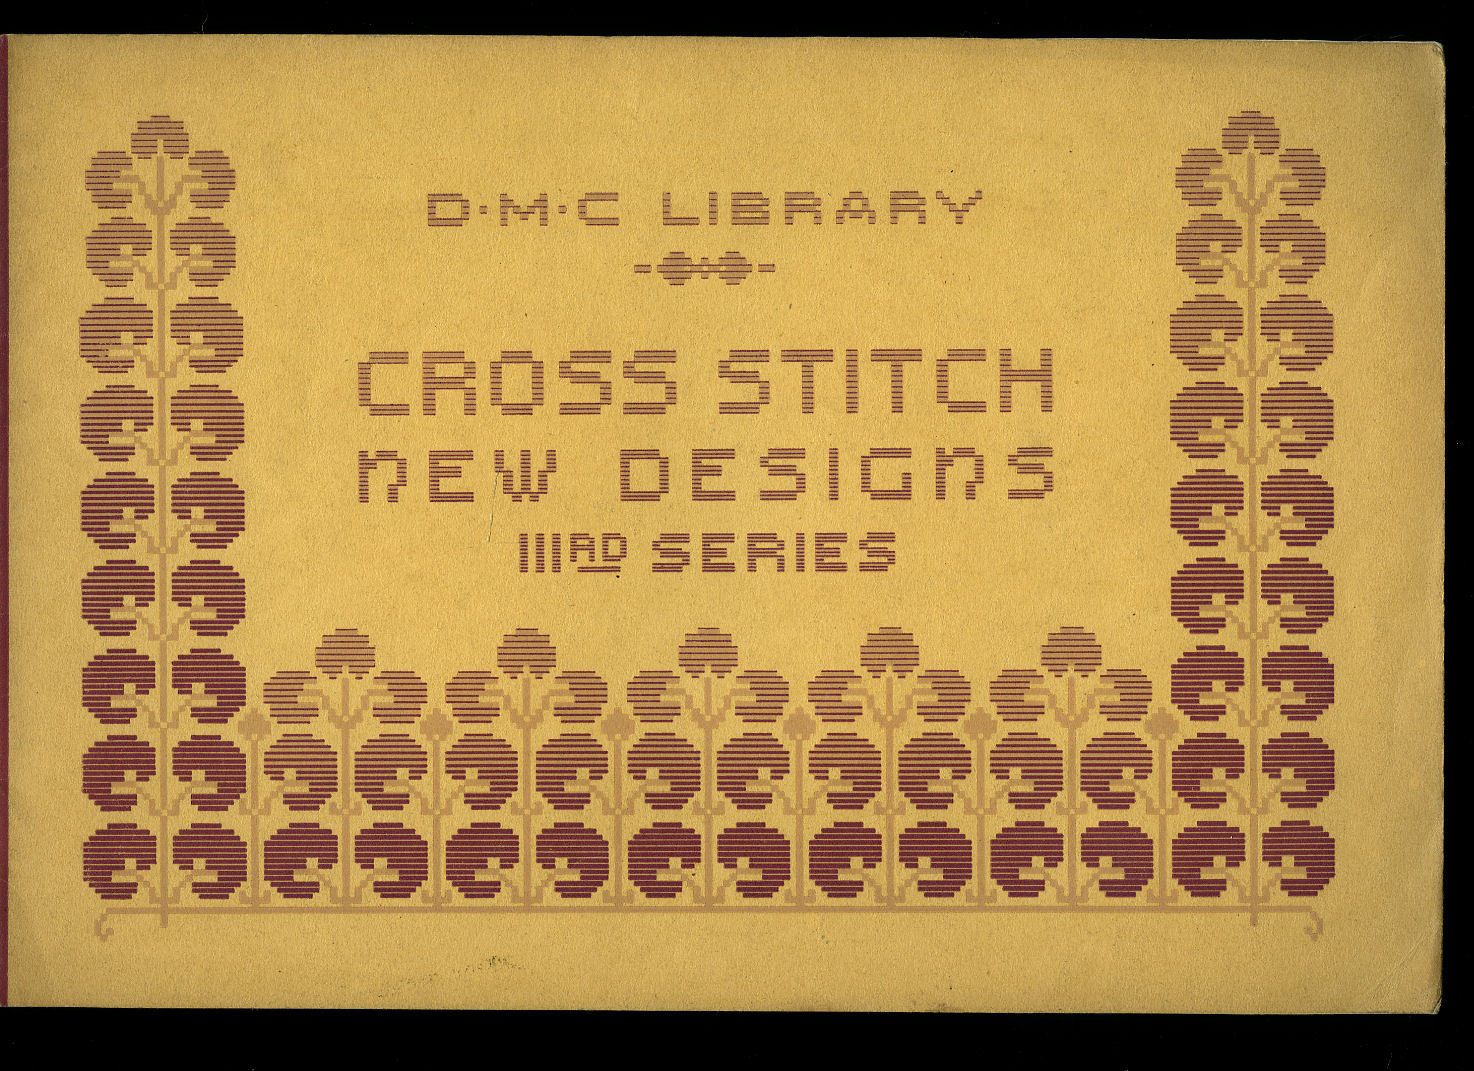 D·M·C LIBRARY
CROSS STITCH
NEW DESIGNS
IIIRD SERIES